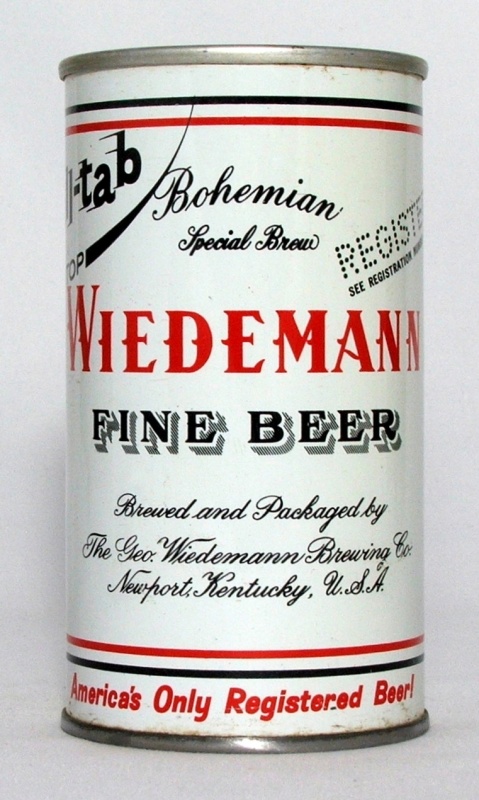 -tab
Bohemian
Special Brew
SEE REGISTRATION
WIEDEMANN
FINE BEER
Brewed and Packaged by
The Geo. Wiedemann Brewing Co.
Newport, Kentucky, U.S.A.
America's Only Registered Beer!